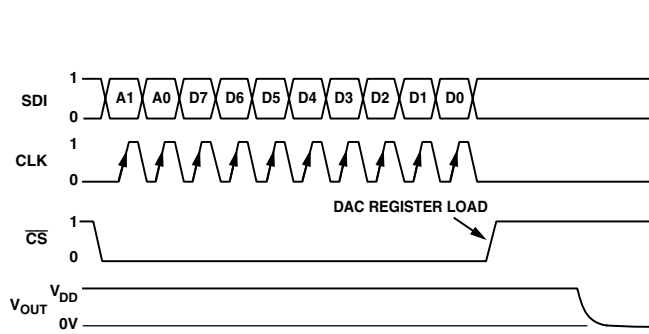 1
SDI A1 A0 D7 D6 D5 D4 D3 D2 D1 D0
0
1
CLK
0
DAC REGISTER LOAD
1
CS
0
VDD
VOUT
0V